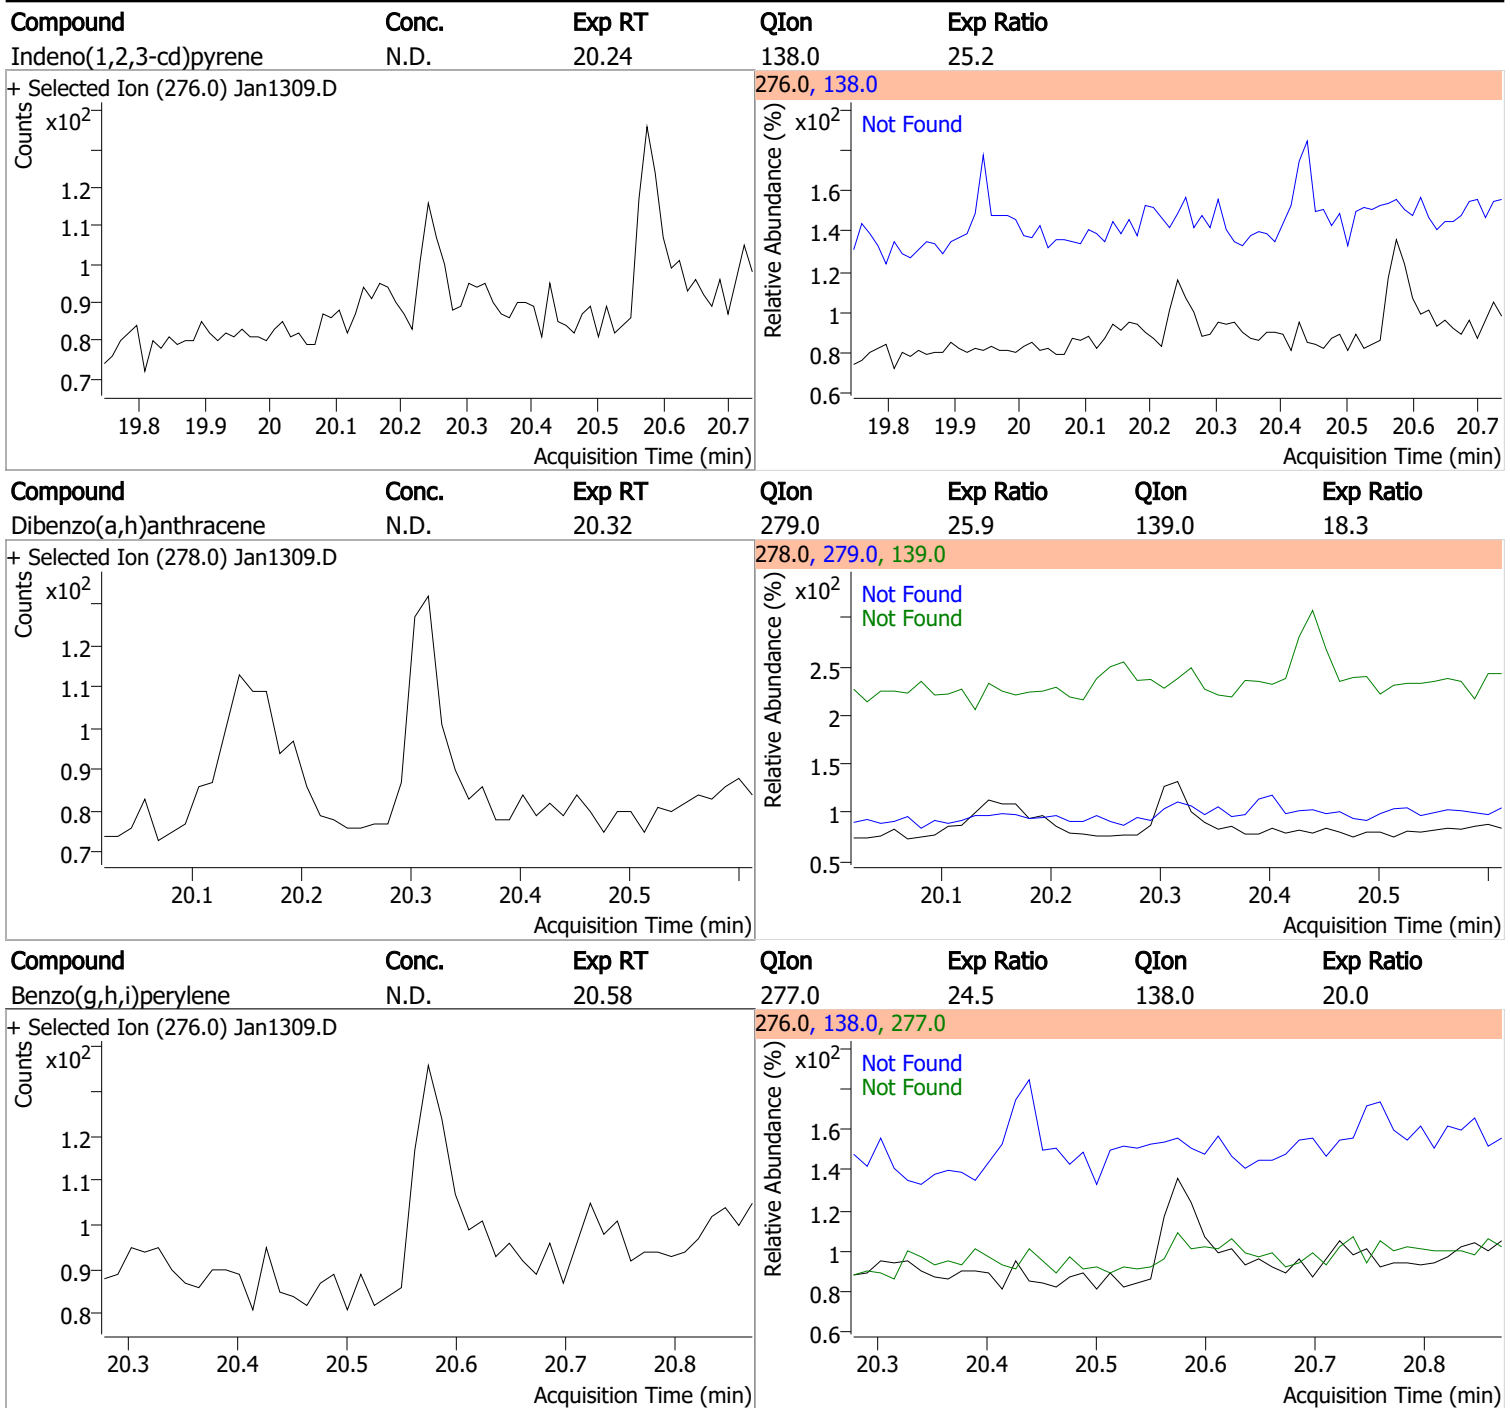 Compound Conc. Exp RT QIon Exp Ratio
Indeno(1,2,3-cd)pyrene N.D. 20.24 138.0 25.2
+ Selected Ion (276.0) Jan1309.D
Counts
x10²
1.2
1.1
1
0.9
0.8
0.7
19.8 19.9 20 20.1 20.2 20.3 20.4 20.5 20.6 20.7
Acquisition Time (min)
276.0, 138.0
Relative Abundance (%)
x10²
Not Found
1.6
1.4
1.2
1
0.8
0.6
19.8 19.9 20 20.1 20.2 20.3 20.4 20.5 20.6 20.7
Acquisition Time (min)
Compound Conc. Exp RT QIon Exp Ratio QIon Exp Ratio
Dibenzo(a,h)anthracene N.D. 20.32 279.0 25.9 139.0 18.3
+ Selected Ion (278.0) Jan1309.D
Counts
x10²
1.2
1.1
1
0.9
0.8
0.7
20.1 20.2 20.3 20.4 20.5
Acquisition Time (min)
278.0, 279.0, 139.0
Relative Abundance (%)
x10²
Not Found
Not Found
2.5
2
1.5
1
0.5
20.1 20.2 20.3 20.4 20.5
Acquisition Time (min)
Compound Conc. Exp RT QIon Exp Ratio QIon Exp Ratio
Benzo(g,h,i)perylene N.D. 20.58 277.0 24.5 138.0 20.0
+ Selected Ion (276.0) Jan1309.D
Counts
x10²
1.2
1.1
1
0.9
0.8
20.3 20.4 20.5 20.6 20.7 20.8
Acquisition Time (min)
276.0, 138.0, 277.0
Relative Abundance (%)
x10²
Not Found
Not Found
1.6
1.4
1.2
1
0.8
0.6
20.3 20.4 20.5 20.6 20.7 20.8
Acquisition Time (min)